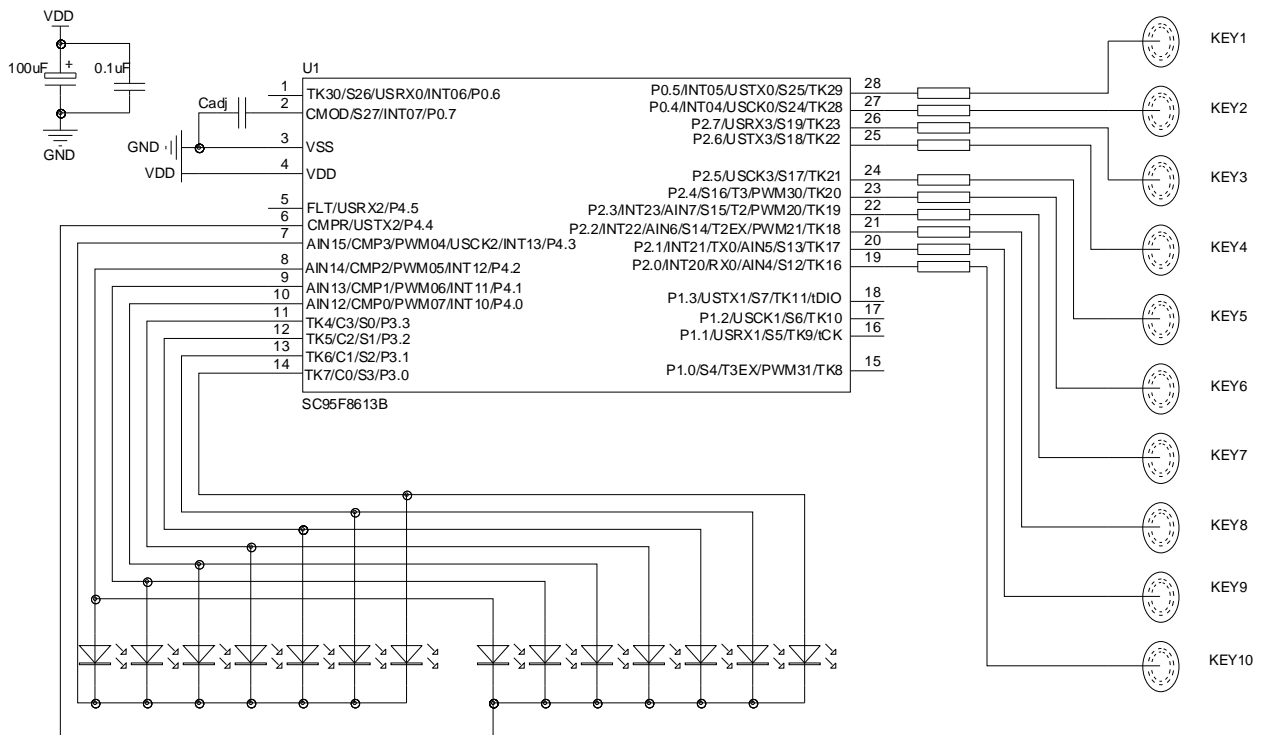 VDD
100uF
+
0.1uF
GND
U1
Cadj
GND
VDD
1 TK30/S26/USRX0/INT06/P0.6
2 CMOD/S27/INT07/P0.7
3 VSS
4 VDD
5 FLT/USRX2/P4.5
6 CMPR/USTX2/P4.4
7 AIN15/CMP3/PWM04/USCK2/INT13/P4.3
8 AIN14/CMP2/PWM05/INT12/P4.2
9 AIN13/CMP1/PWM06/INT11/P4.1
10 AIN12/CMP0/PWM07/INT10/P4.0
11 TK4/C3/S0/P3.3
12 TK5/C2/S1/P3.2
13 TK6/C1/S2/P3.1
14 TK7/C0/S3/P3.0
P0.5/INT05/USTX0/S25/TK29 28
P0.4/INT04/USCK0/S24/TK28 27
P2.7/USRX3/S19/TK23 26
P2.6/USTX3/S18/TK22 25
P2.5/USCK3/S17/TK21 24
P2.4/S16/T3/PWM30/TK20 23
P2.3/INT23/AIN7/S15/T2/PWM20/TK19 22
P2.2/INT22/AIN6/S14/T2EX/PWM21/TK18 21
P2.1/INT21/TX0/AIN5/S13/TK17 20
P2.0/INT20/RX0/AIN4/S12/TK16 19
P1.3/USTX1/S7/TK11/tDIO 18
P1.2/USCK1/S6/TK10 17
P1.1/USRX1/S5/TK9/tCK 16
P1.0/S4/T3EX/PWM31/TK8 15
SC95F8613B
KEY1
KEY2
KEY3
KEY4
KEY5
KEY6
KEY7
KEY8
KEY9
KEY10